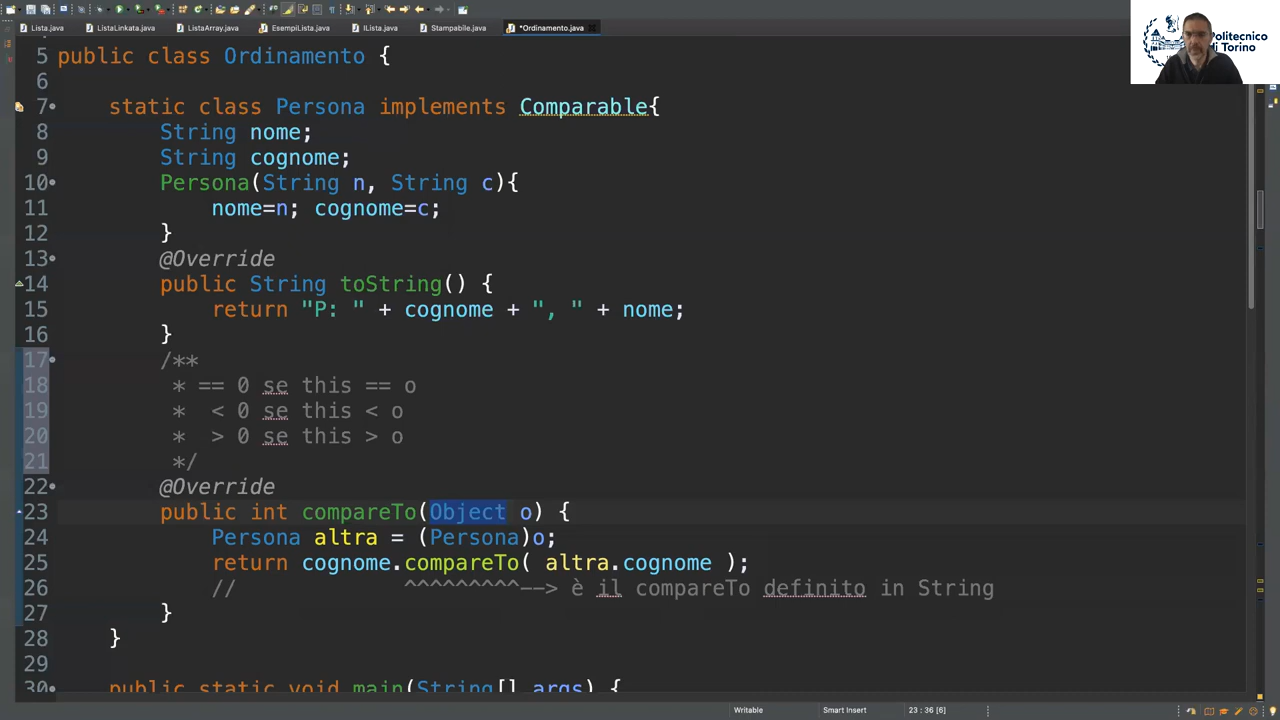 Lista.java ListaLinkata.java ListaArray.java EsempiLista.java IList.java Stampabile.java *Ordinamento.java
Politecnico
di Torino
5 public class Ordinamento {
6
7 static class Persona implements Comparable{
8 String nome;
9 String cognome;
10 Persona(String n, String c){
11 nome=n; cognome=c;
12 }
13 @Override
14 public String toString() {
15 return "P: " + cognome + ", " + nome;
16 }
17 /**
18 * == 0 se this == o
19 * < 0 se this < o
20 * > 0 se this > o
21 */
22 @Override
23 public int compareTo(Object o) {
24 Persona altra = (Persona)o;
25 return cognome.compareTo( altra.cognome );
26 // ^^^^^^^^^--> è il compareTo definito in String
27 }
28 }
29
30 public static void main(String[] args) {
Writable Smart Insert 23 : 36 [6]